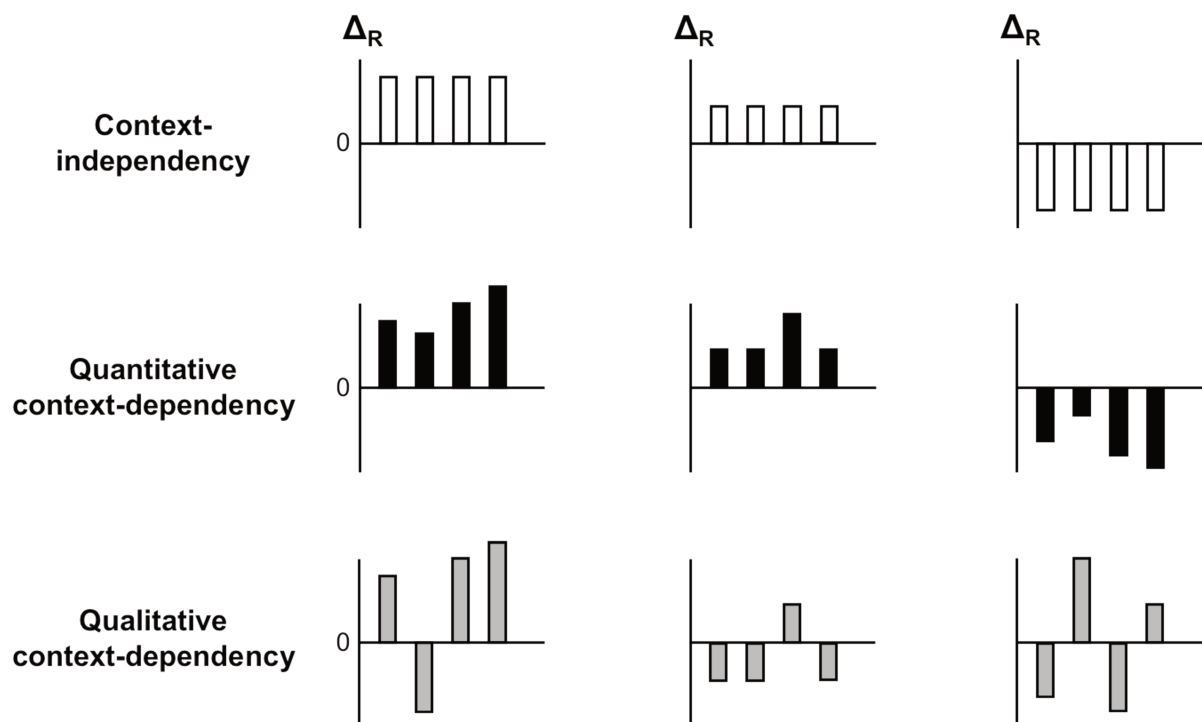 ΔR
ΔR
ΔR
Context-
independency
0
Quantitative
context-dependency
0
Qualitative
context-dependency
0